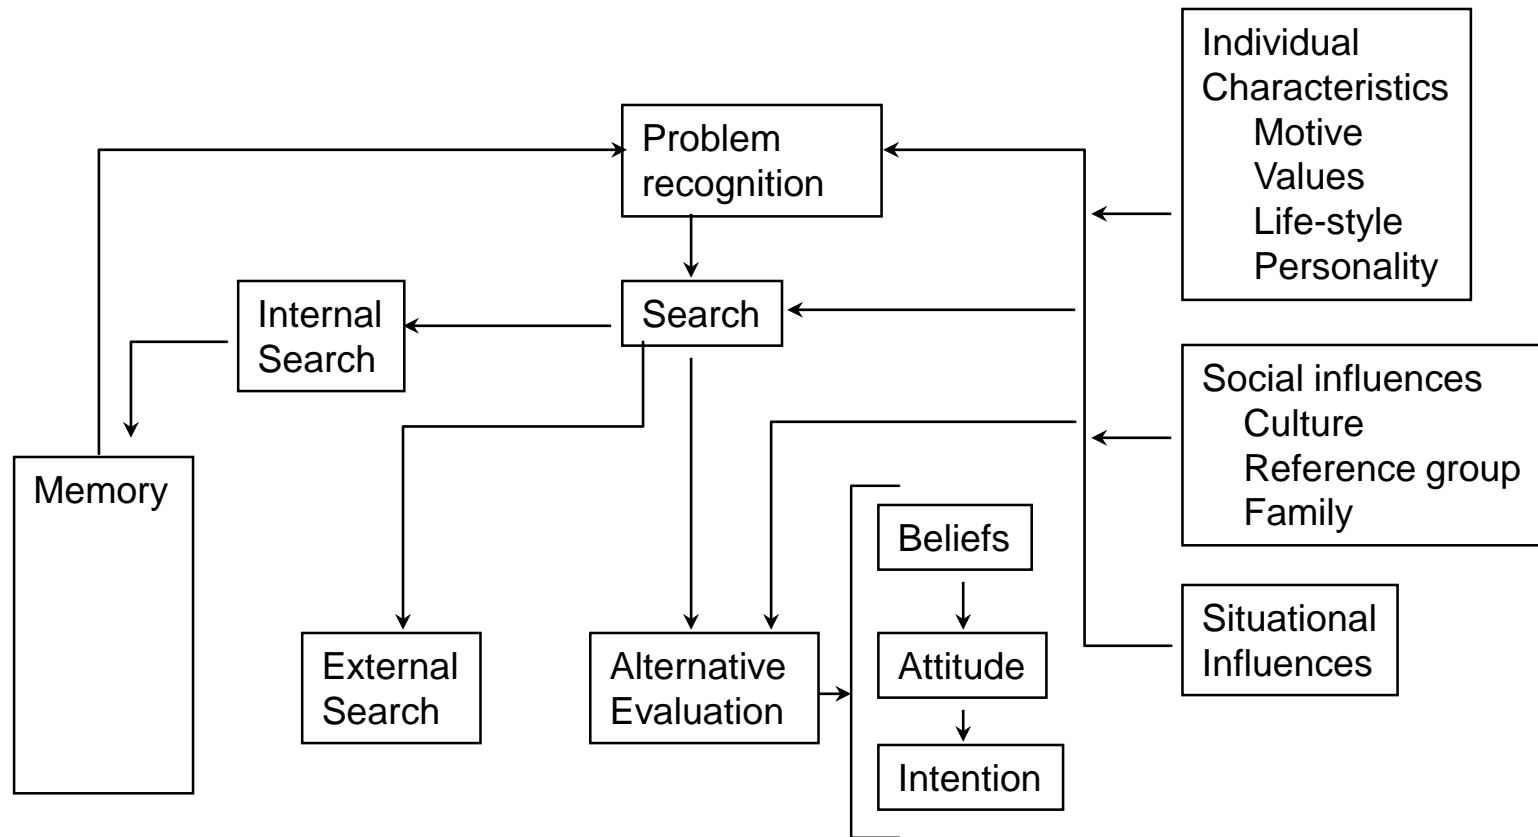 Individual
Characteristics
Motive
Values
Life-style
Personality
Problem
recognition
Internal
Search
Search
Social influences
Culture
Reference group
Family
Memory
Beliefs
External
Search
Alternative
Evaluation
Attitude
Situational
Influences
Intention